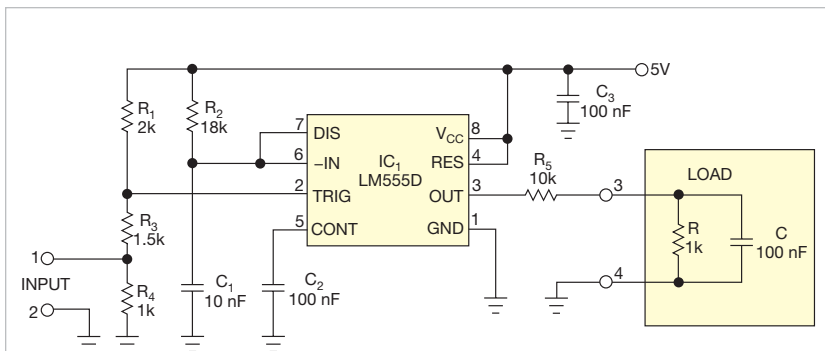 5V
R1
2k
R2
18k
C3
100 nF
7 DIS
6 –IN
2 TRIG
5 CONT
IC1
LM555D
VCC 8
RES 4
OUT 3
GND 1
R5
10k
3
4
LOAD
R
1k
C
100 nF
R3
1.5k
1
INPUT
2
R4
1k
C1
10 nF
C2
100 nF